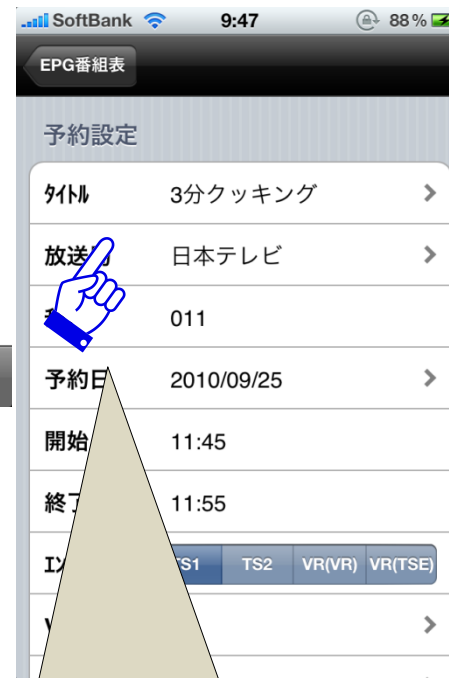 SoftBank 9:47 88%
EPG番組表
予約設定
ﾀｲﾄﾙ 3分クッキング
放送 日本テレビ
011
予約日 2010/09/25
開始 11:45
終了 11:55
TS1 TS2 VR(VR) VR(TSE)